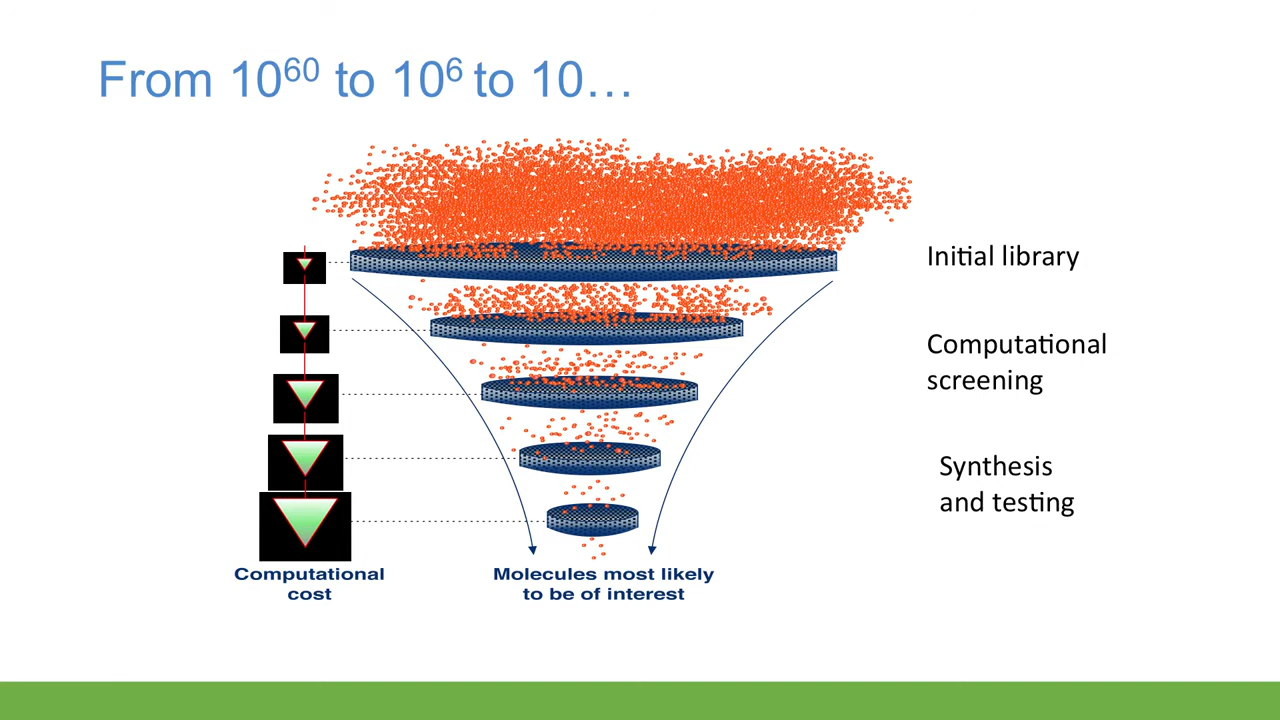 From 10⁶⁰ to 10⁶ to 10…
Initial library
Computational
screening
Synthesis
and testing
Computational
cost
Molecules most likely
to be of interest